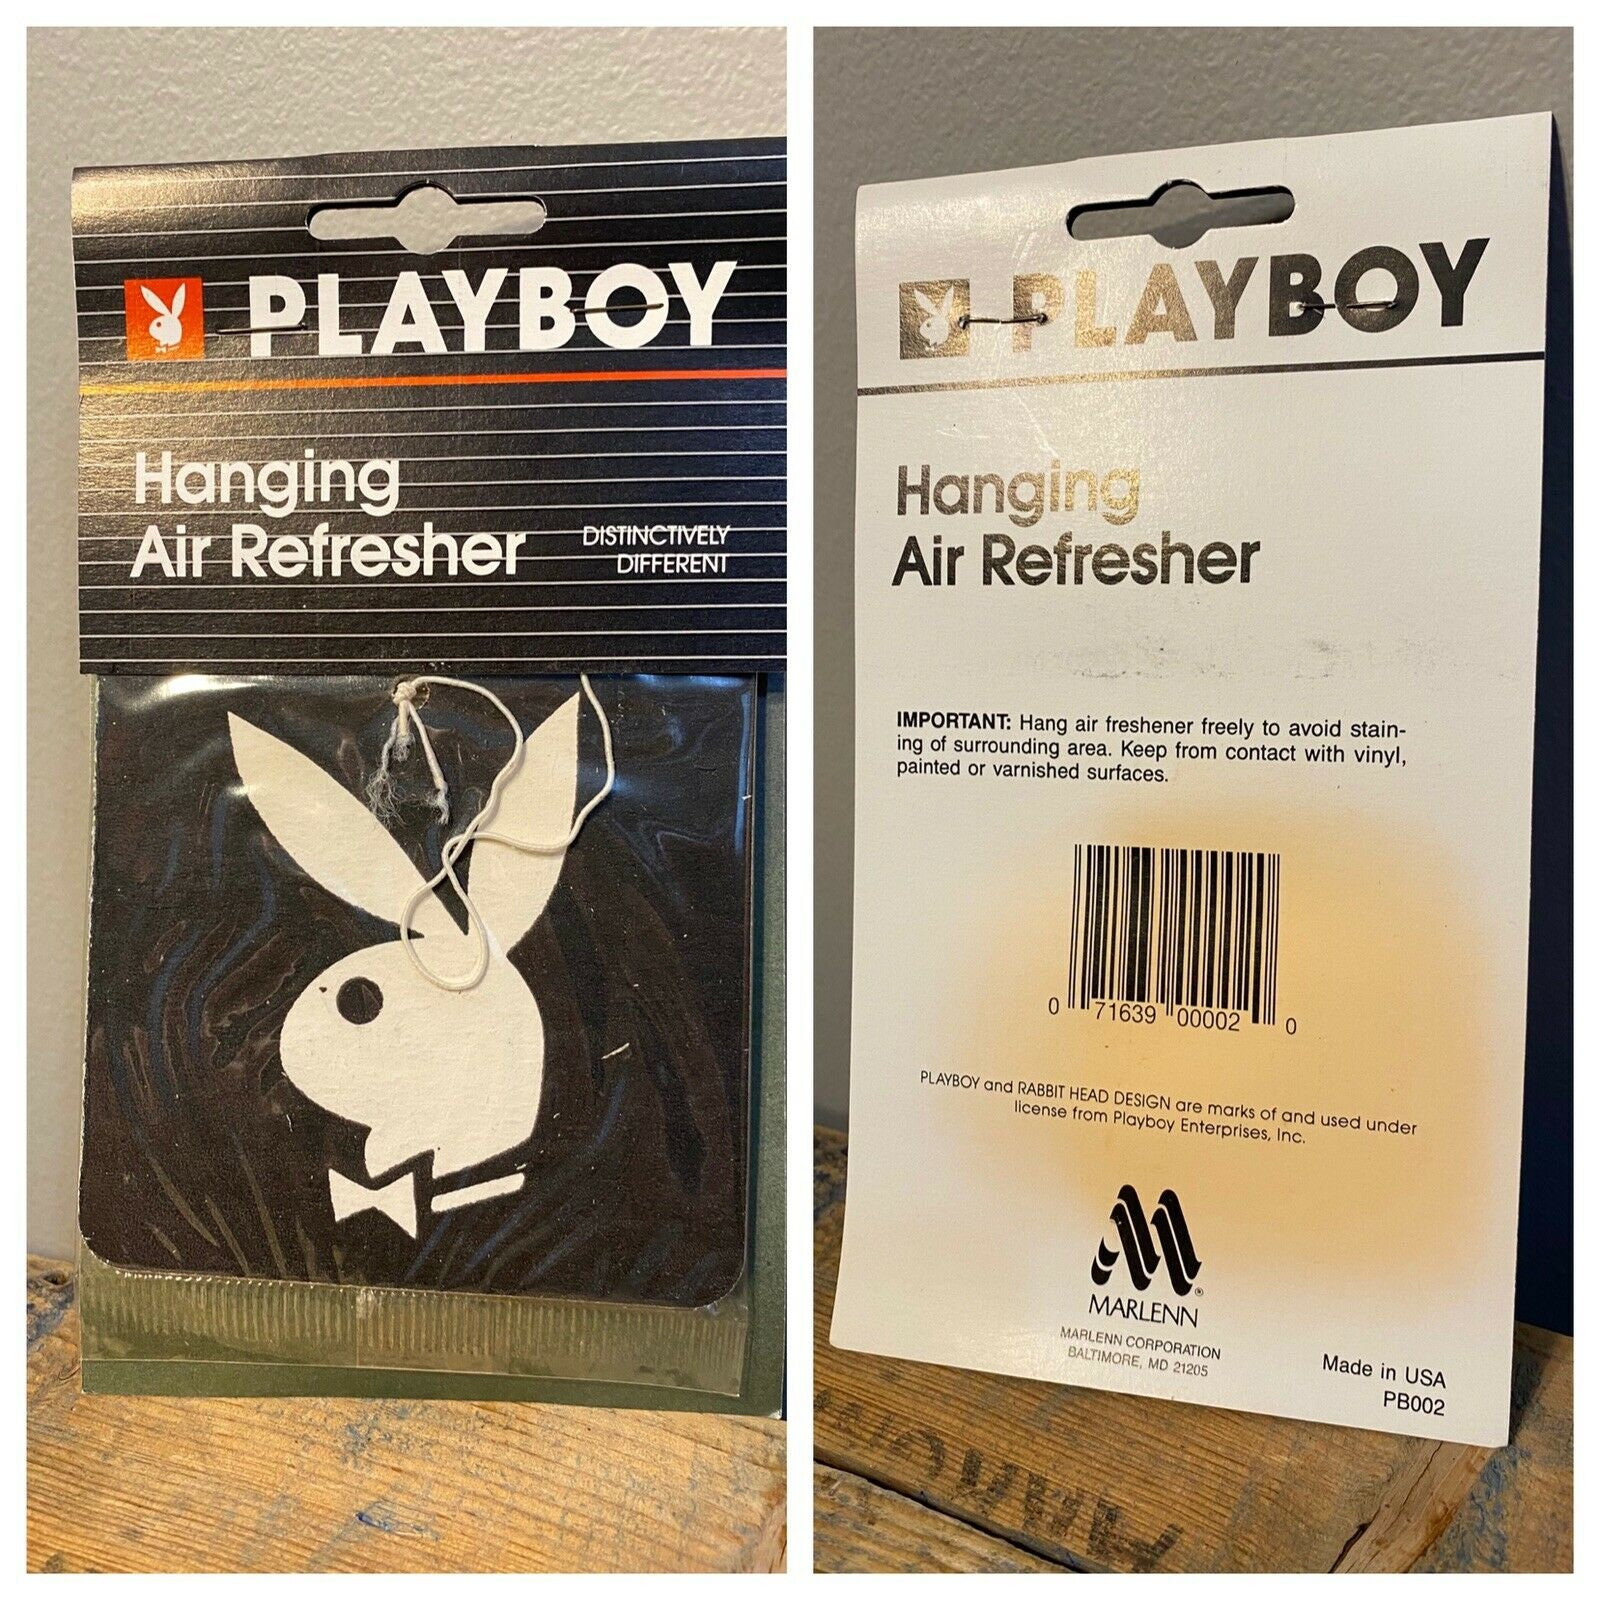 PLAYBOY
Hanging
Air Refresher
DISTINCTIVELY
DIFFERENT
PLAYBOY
Hanging
Air Refresher
IMPORTANT: Hang air freshener freely to avoid stain-
ing of surrounding area. Keep from contact with vinyl,
painted or varnished surfaces.
0 71639 00002 0
PLAYBOY and RABBIT HEAD DESIGN are marks of and used under
license from Playboy Enterprises, Inc.
MARLENN®
MARLENN CORPORATION
BALTIMORE, MD 21205
Made in USA
PB002